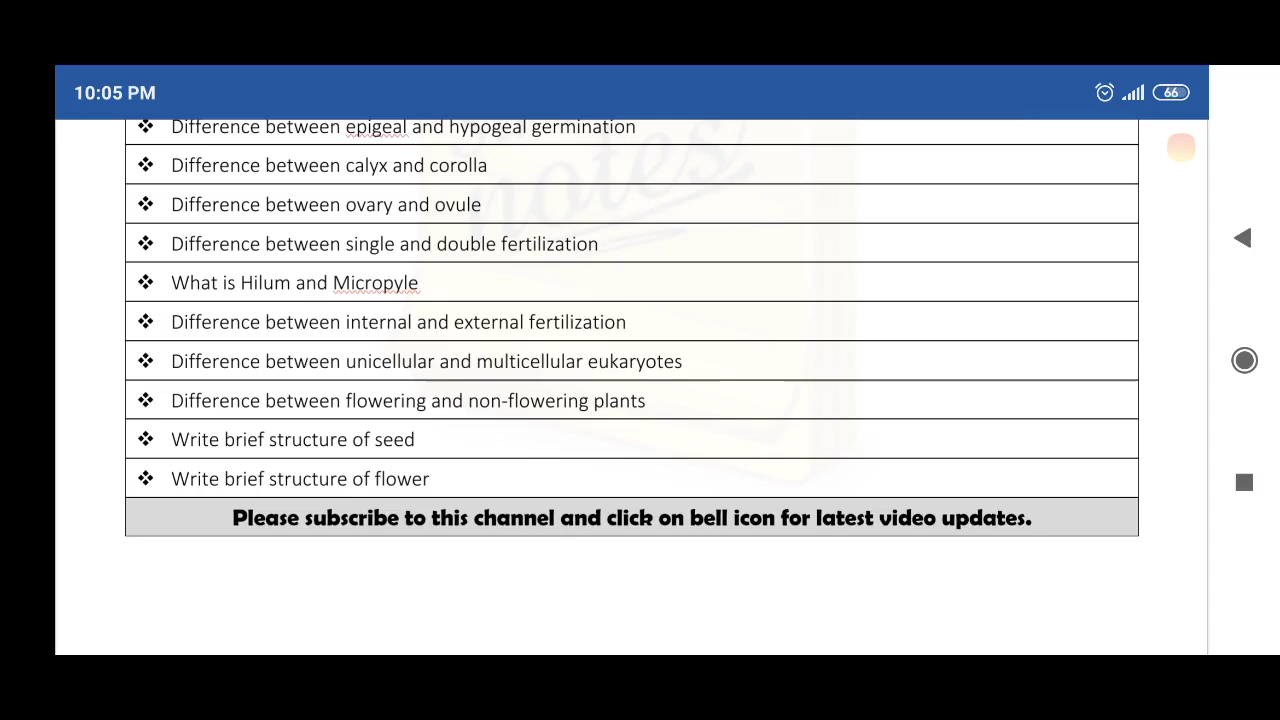 10:05 PM
66
❖ Difference between epigeal and hypogeal germination
❖ Difference between calyx and corolla
❖ Difference between ovary and ovule
❖ Difference between single and double fertilization
❖ What is Hilum and Micropyle
❖ Difference between internal and external fertilization
❖ Difference between unicellular and multicellular eukaryotes
❖ Difference between flowering and non-flowering plants
❖ Write brief structure of seed
❖ Write brief structure of flower
Please subscribe to this channel and click on bell icon for latest video updates.
notes